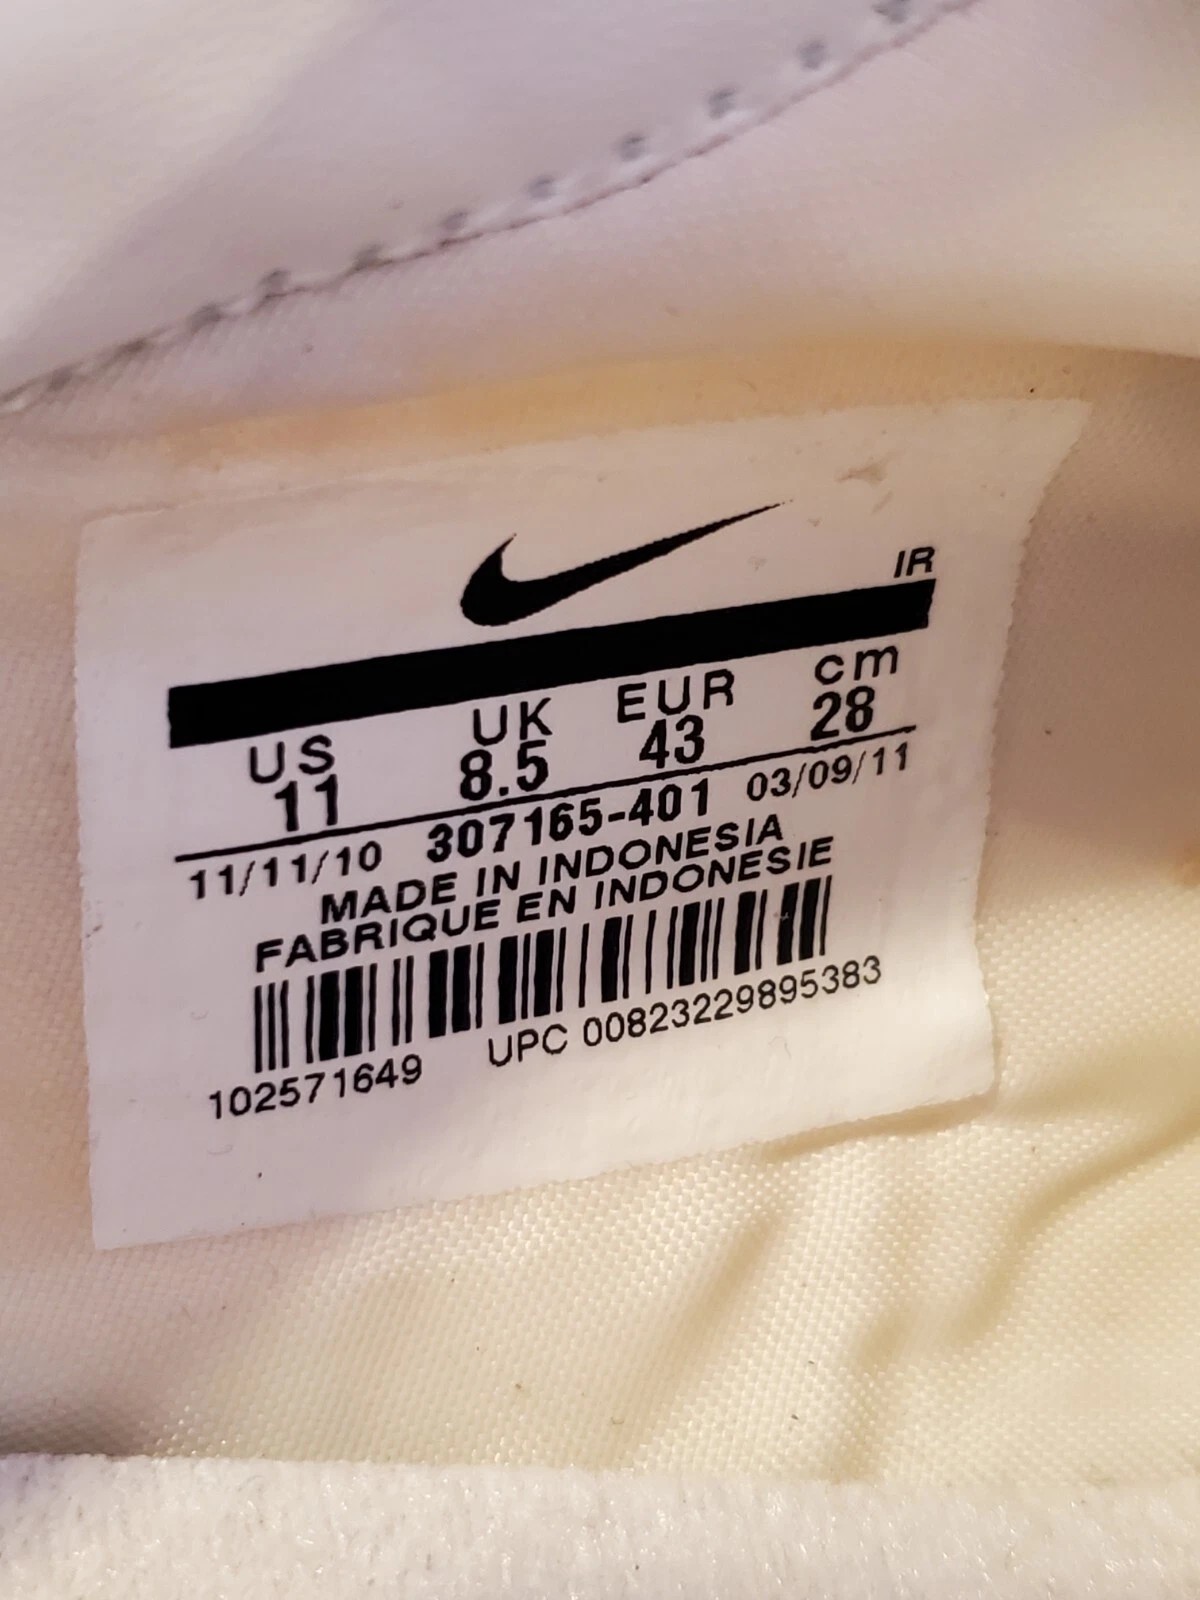 IR
US UK EUR cm
11 8.5 43 28
11/11/10 307165-401 03/09/11
MADE IN INDONESIA
FABRIQUE EN INDONESIE
102571649 UPC 00823229895383